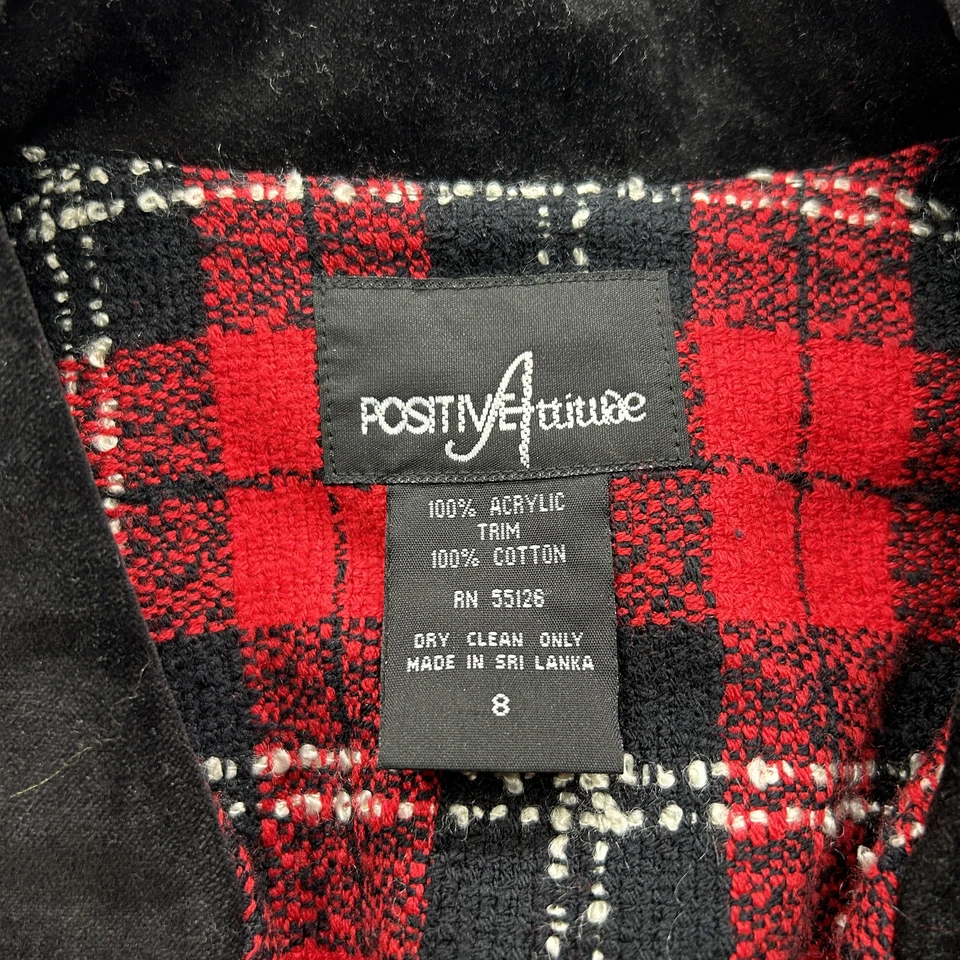 POSITIVE Attitude
100% ACRYLIC
TRIM
100% COTTON
RN 55126
DRY CLEAN ONLY
MADE IN SRI LANKA
8